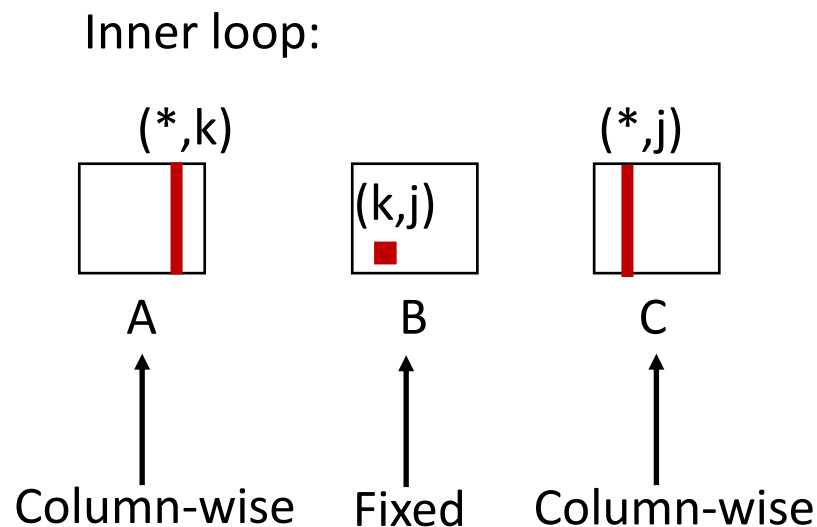 Inner loop:
(*,k)
(*,j)
(k,j)
A
B
C
Column-wise
Fixed
Column-wise